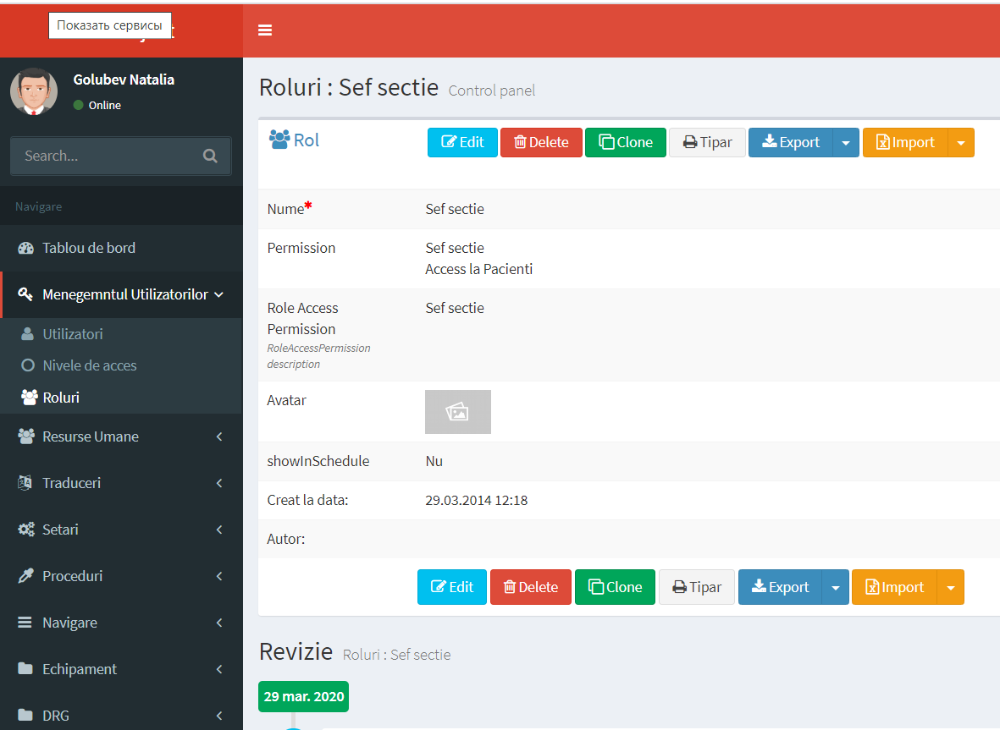 Показать сервисы
Golubev Natalia
Online
Search...
Navigare
Tablou de bord
Menegemntul Utilizatorilor
Utilizatori
Nivele de acces
Roluri
Resurse Umane
Traduceri
Setari
Proceduri
Navigare
Echipament
DRG
Roluri : Sef sectie Control panel
Rol
Edit Delete Clone Tipar Export Import
Nume* Sef sectie
Permission Sef sectie
Access la Pacienti
Role Access Sef sectie
Permission
RoleAccessPermission
description
Avatar
showInSchedule Nu
Creat la data: 29.03.2014 12:18
Autor:
Edit Delete Clone Tipar Export Import
Revizie Roluri : Sef sectie
29 mar. 2020